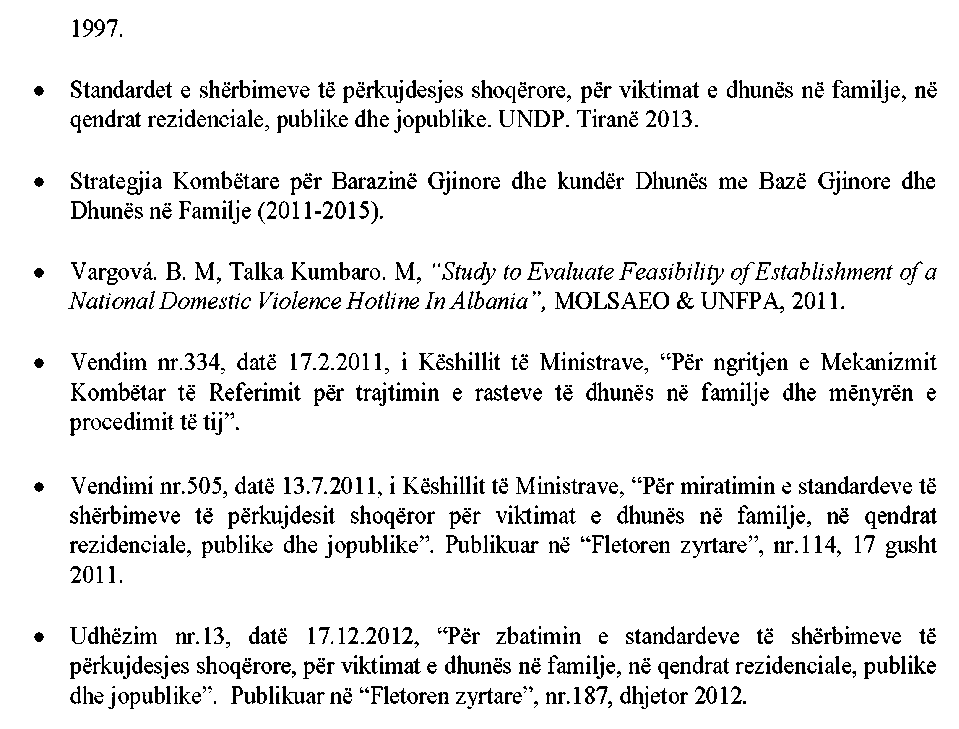 1997.
• Standardet e shërbimeve të përkujdesjes shoqërore, për viktimat e dhunës në familje, në
qendrat rezidenciale, publike dhe jopublike. UNDP. Tiranë 2013.
• Strategjia Kombëtare për Barazinë Gjinore dhe kundër Dhunës me Bazë Gjinore dhe
Dhunës në Familje (2011-2015).
• Vargová. B. M, Talka Kumbaro. M, “Study to Evaluate Feasibility of Establishment of a
National Domestic Violence Hotline In Albania”, MOLSAEO & UNFPA, 2011.
• Vendim nr.334, datë 17.2.2011, i Këshillit të Ministrave, “Për ngritjen e Mekanizmit
Kombëtar të Referimit për trajtimin e rasteve të dhunës në familje dhe mënyrën e
procedimit të tij”.
• Vendimi nr.505, datë 13.7.2011, i Këshillit të Ministrave, “Për miratimin e standardeve të
shërbimeve të përkujdesit shoqëror për viktimat e dhunës në familje, në qendrat
rezidenciale, publike dhe jopublike”. Publikuar në “Fletoren zyrtare”, nr.114, 17 gusht
2011.
• Udhëzim nr.13, datë 17.12.2012, “Për zbatimin e standardeve të shërbimeve të
përkujdesjes shoqërore, për viktimat e dhunës në familje, në qendrat rezidenciale, publike
dhe jopublike”. Publikuar në “Fletoren zyrtare”, nr.187, dhjetor 2012.